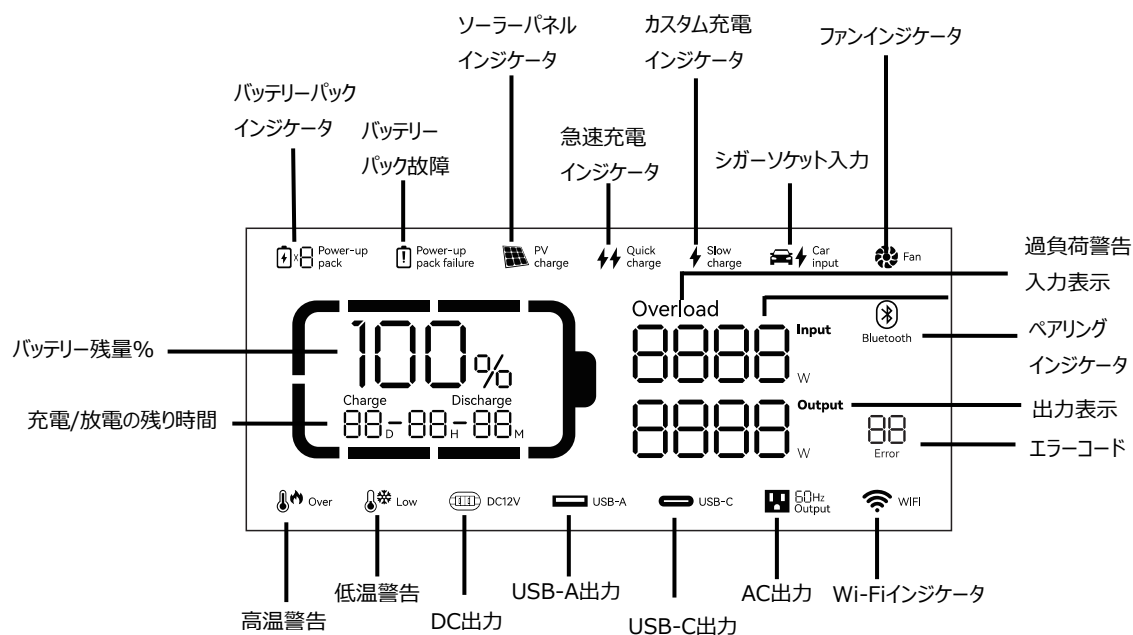 ソーラーパネル
インジケータ
カスタム充電
インジケータ
ファンインジケータ
バッテリーパック
インジケータ
バッテリー
パック故障
急速充電
インジケータ
シガーソケット入力
Power-up
pack
Power-up
pack failure
PV
charge
Quick
charge
Slow
charge
Car
input
Fan
過負荷警告
入力表示
バッテリー残量%
100%
Charge
Discharge
88D-88H-88M
充電/放電の残り時間
Overload
8888 W
Input
8888 W
Output
Bluetooth
88
Error
ペアリング
インジケータ
出力表示
エラーコード
Over
Low
DC12V
USB-A
USB-C
60Hz
Output
WIFI
高温警告
低温警告
DC出力
USB-A出力
USB-C出力
AC出力
Wi-Fiインジケータ